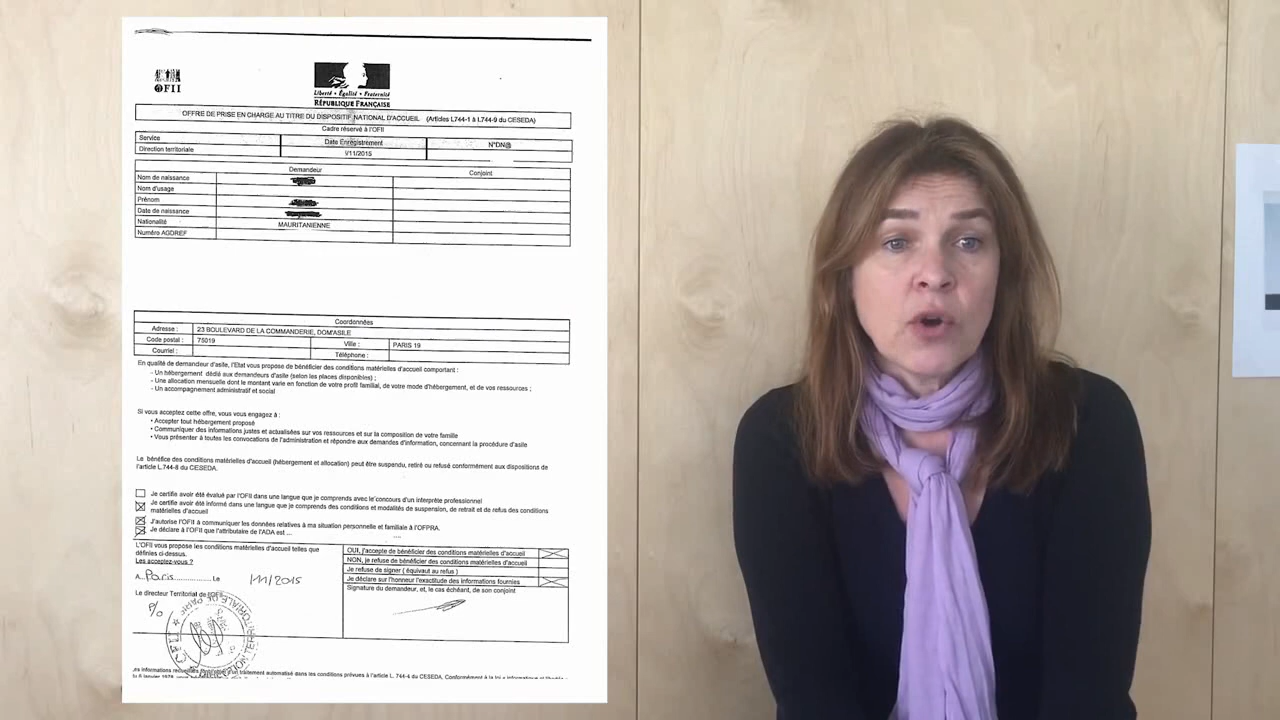 OFII
Liberté • Égalité • Fraternité
RÉPUBLIQUE FRANÇAISE
OFFRE DE PRISE EN CHARGE AU TITRE DU DISPOSITIF NATIONAL D'ACCUEIL (Articles L744-1 à L744-9 du CESEDA)
Cadre réservé à l'OFII
Service Date Enregistrement N°DN@
Direction territoriale 1/11/2015
Demandeur Conjoint
Nom de naissance
Nom d'usage
Prénom
Date de naissance
Nationalité MAURITANIENNE
Numéro AGDREF
Coordonnées
Adresse : 23 BOULEVARD DE LA COMMANDERIE, DOM'ASILE
Code postal : 75019 Ville : PARIS 19
Courriel : Téléphone :
En qualité de demandeur d'asile, l'Etat vous propose de bénéficier des conditions matérielles d'accueil comportant :
- Un hébergement dédié aux demandeurs d'asile (selon les places disponibles) ;
- Une allocation mensuelle dont le montant varie en fonction de votre profil familial, de votre mode d'hébergement, et de vos ressources ;
- Un accompagnement administratif et social
Si vous acceptez cette offre, vous vous engagez à :
• Accepter tout hébergement proposé
• Communiquer des informations justes et actualisées sur vos ressources et sur la composition de votre famille
• Vous présenter à toutes les convocations de l'administration et répondre aux demandes d'information, concernant la procédure d'asile
Le bénéfice des conditions matérielles d'accueil (hébergement et allocation) peut être suspendu, retiré ou refusé conformément aux dispositions de
l'article L.744-8 du CESEDA.
Je certifie avoir été évalué par l'OFII dans une langue que je comprends avec le concours d'un interprète professionnel
Je certifie avoir été informé dans une langue que je comprends des conditions et modalités de suspension, de retrait et de refus des conditions
matérielles d'accueil
J'autorise l'OFII à communiquer les données relatives à ma situation personnelle et familiale à l'OFPRA.
Je déclare à l'OFII que l'attributaire de l'ADA est ...
L'OFII vous propose les conditions matérielles d'accueil telles que
définies ci-dessus.
Les acceptez-vous ?
OUI, j'accepte de bénéficier des conditions matérielles d'accueil
NON, je refuse de bénéficier des conditions matérielles d'accueil
Je refuse de signer ( équivaut au refus )
Je déclare sur l'honneur l'exactitude des informations fournies
Signature du demandeur, et, le cas échéant, de son conjoint
A...Paris............... Le 1/11/2015
Le directeur Territorial de l'OFII
P/o